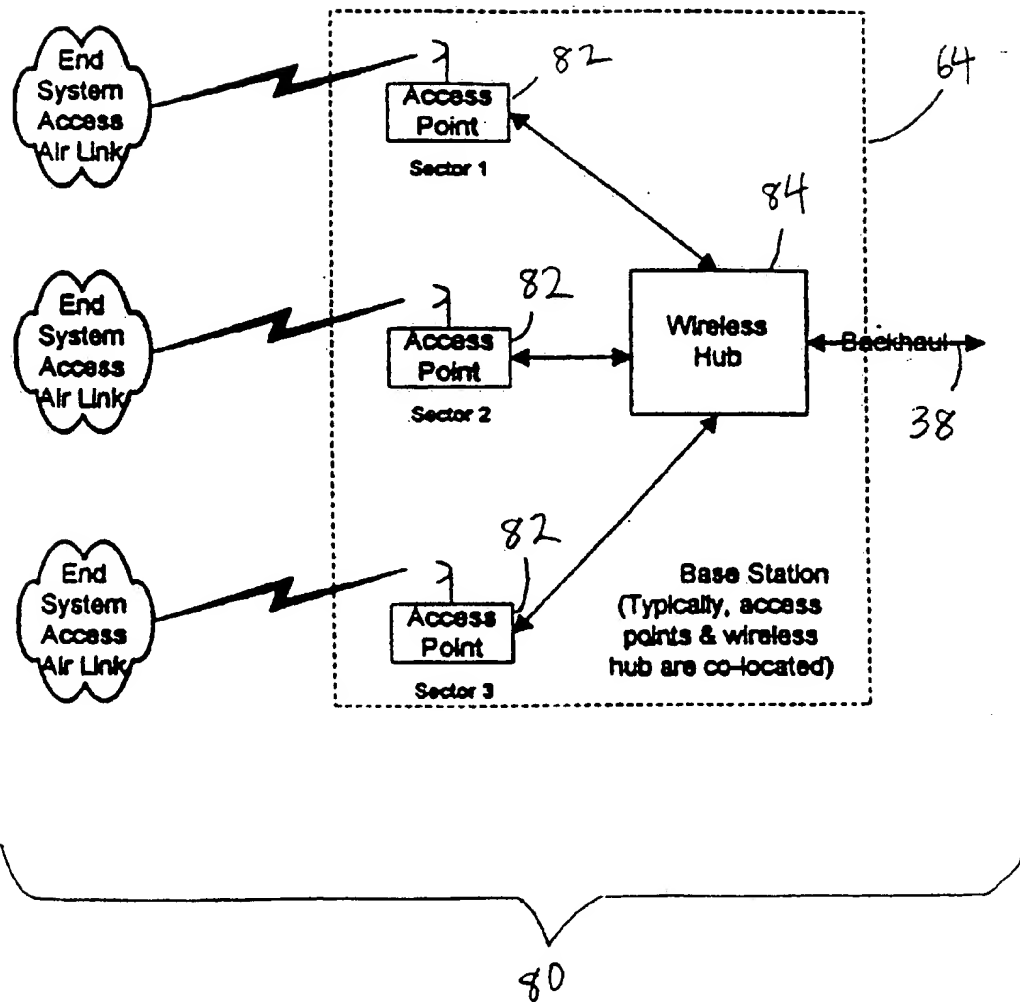 End
System
Access
Air Link
Access
Point
82
Sector 1
64
84
End
System
Access
Air Link
82
Access
Point
Sector 2
Wireless
Hub
Backhaul
38
End
System
Access
Air Link
82
Access
Point
Sector 3
Base Station
(Typically, access
points & wireless
hub are co-located)
80